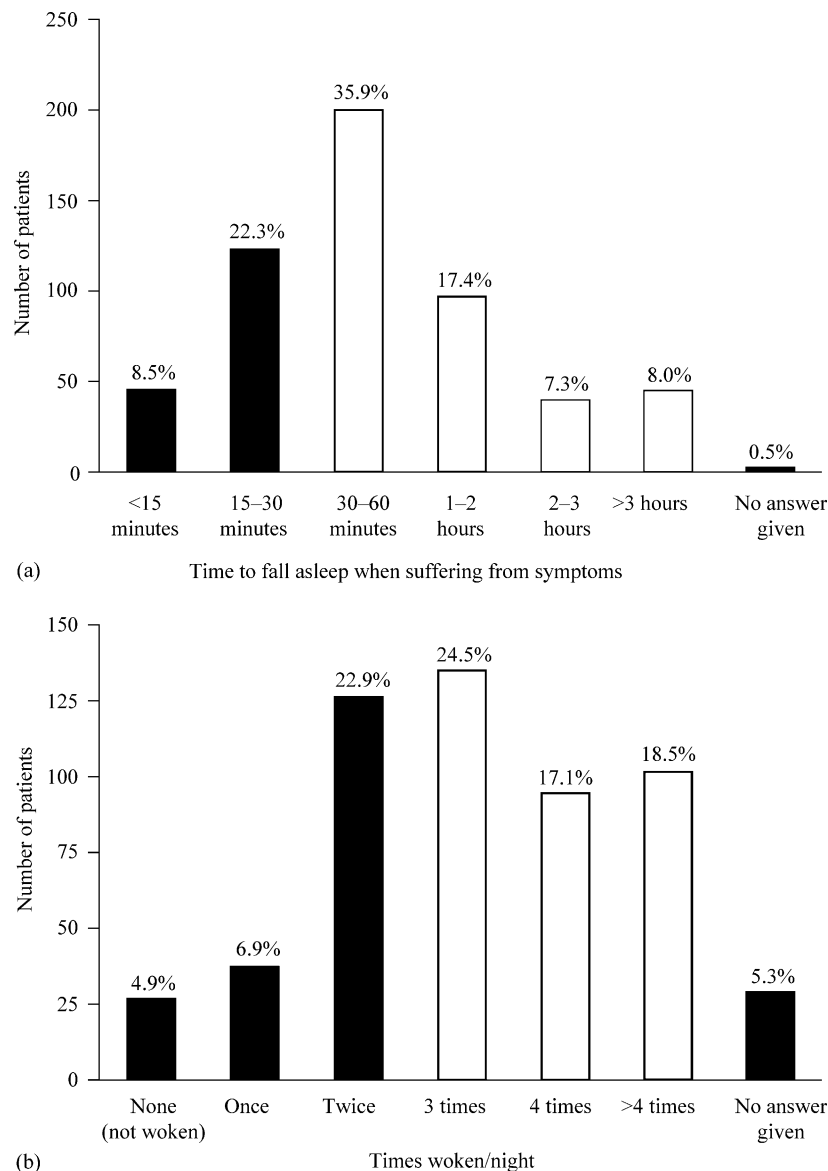 250
200
150
100
50
0
Number of patients
8.5%
22.3%
35.9%
17.4%
7.3%
8.0%
0.5%
<15
minutes
15–30
minutes
30–60
minutes
1–2
hours
2–3
hours
>3 hours
No answer
given
(a)
Time to fall asleep when suffering from symptoms
150
125
100
75
50
25
0
Number of patients
4.9%
6.9%
22.9%
24.5%
17.1%
18.5%
5.3%
None
(not woken)
Once
Twice
3 times
4 times
>4 times
No answer
given
(b)
Times woken/night